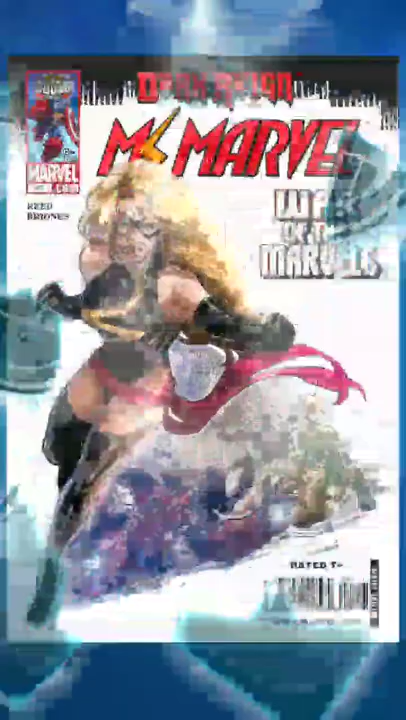 DARK REIGN
MS. MARVEL
MARVEL
REED
BRIONES
WAR
OF THE
MARVELS
RATED T+